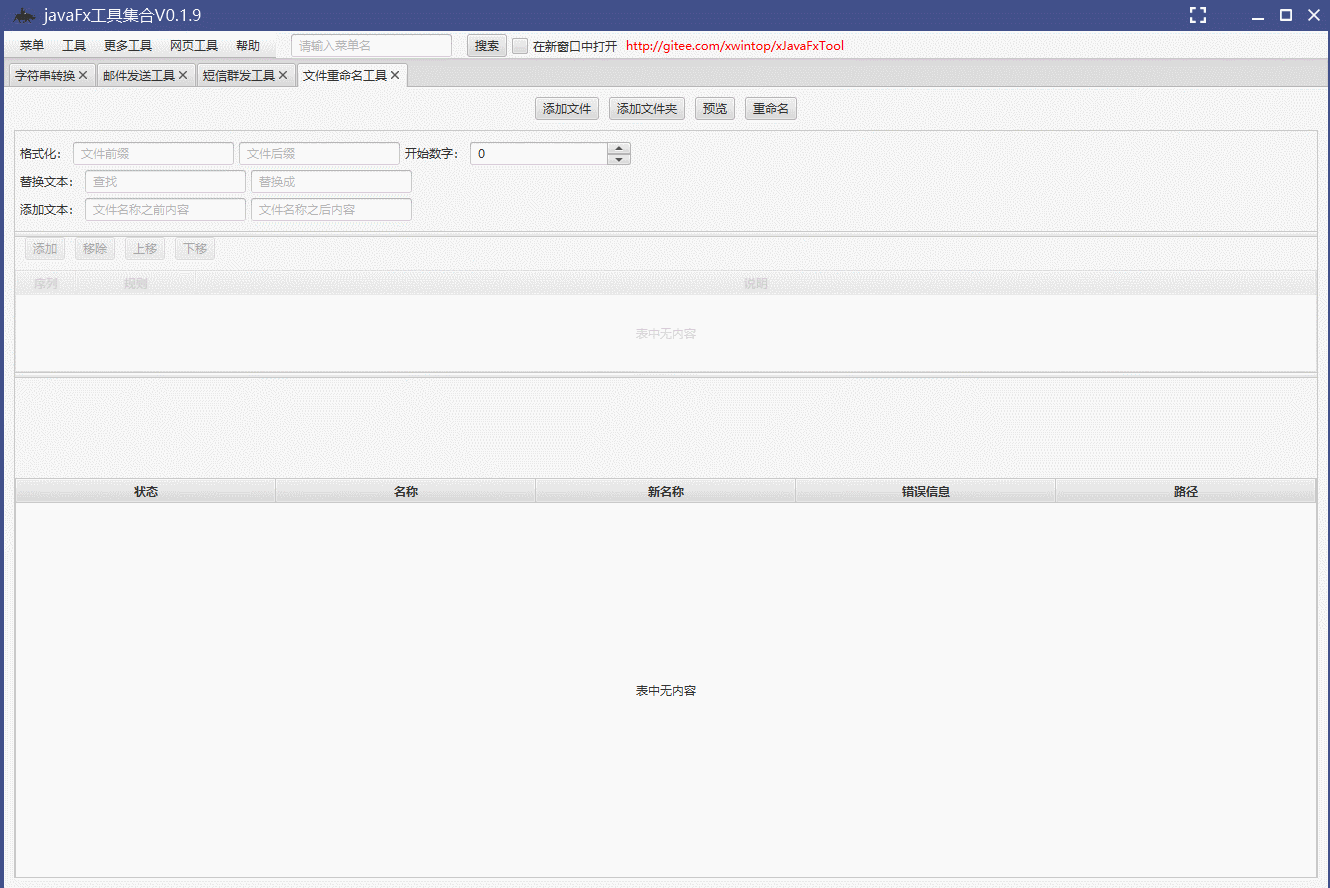 javaFx工具集合V0.1.9
菜单 工具 更多工具 网页工具 帮助 请输入菜单名 搜索 在新窗口中打开 http://gitee.com/xwintop/xJavaFxTool
字符串转换 邮件发送工具 短信群发工具 文件重命名工具
添加文件 添加文件夹 预览 重命名
格式化: 文件前缀 文件后缀 开始数字: 0
替换文本: 查找 替换成
添加文本: 文件名称之前内容 文件名称之后内容
添加 移除 上移 下移
序列 规则 说明
表中无内容
状态 名称 新名称 错误信息 路径
表中无内容